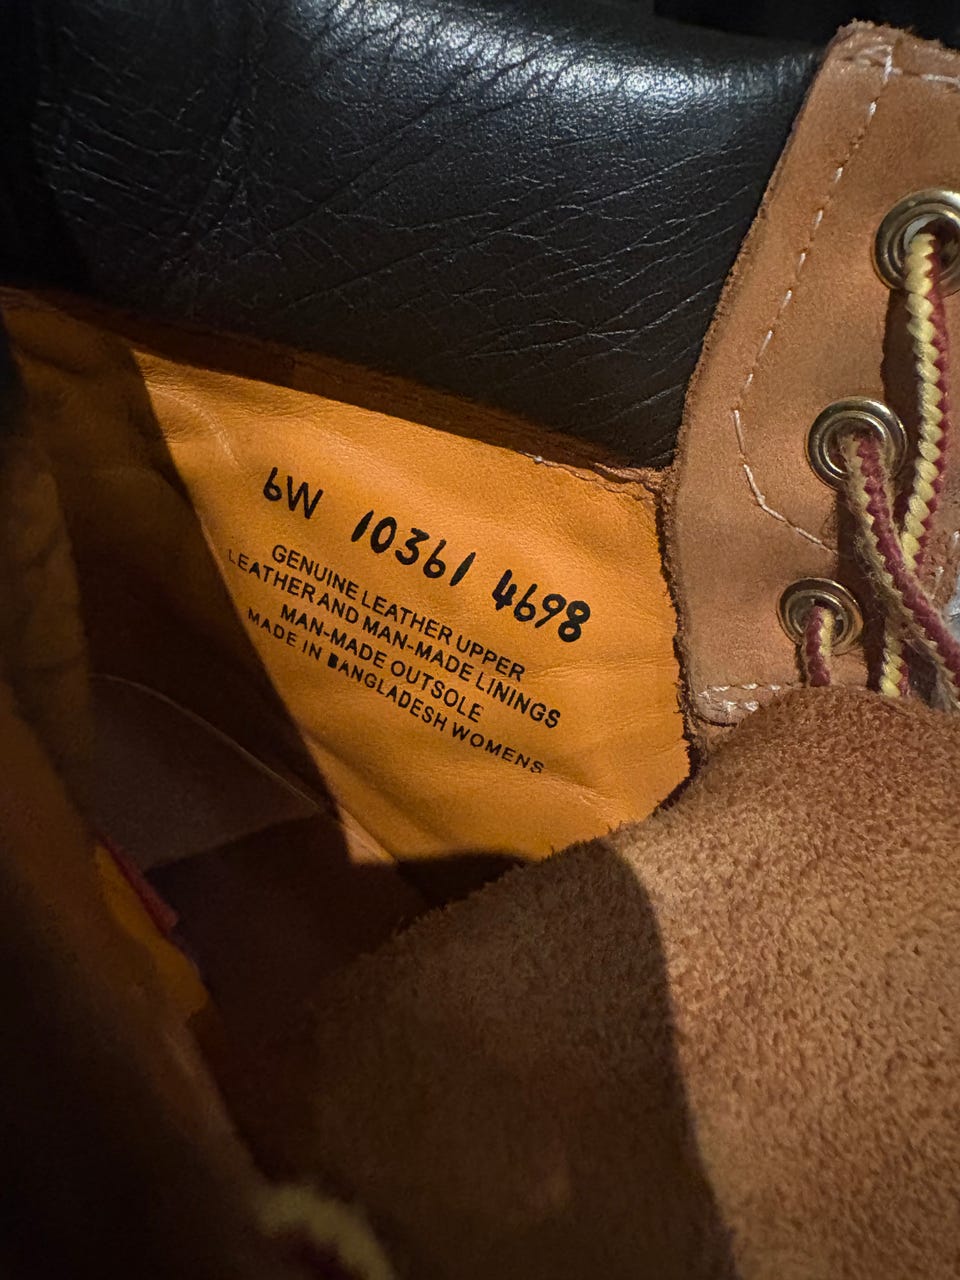 6W 10361 4698
GENUINE LEATHER UPPER
LEATHER AND MAN-MADE LININGS
MAN-MADE OUTSOLE
MADE IN BANGLADESH WOMENS